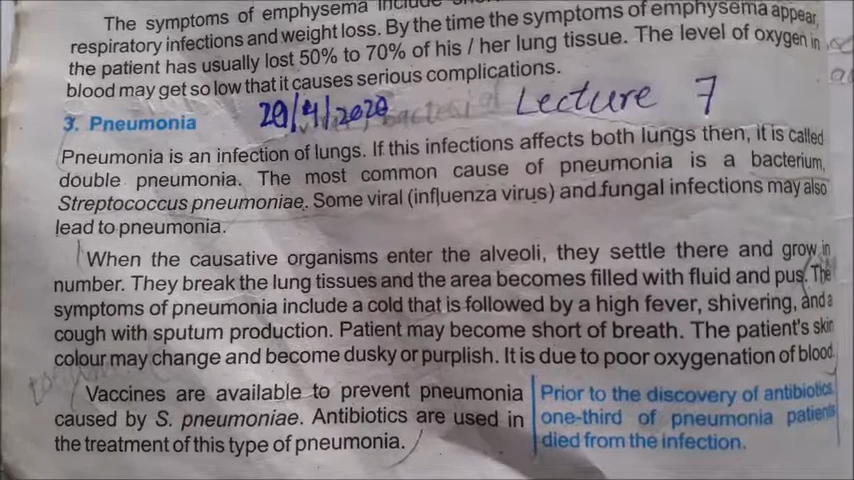 The symptoms of emphysema include
respiratory infections and weight loss. By the time the symptoms of emphysema appear,
the patient has usually lost 50% to 70% of his / her lung tissue. The level of oxygen in
blood may get so low that it causes serious complications.
3. Pneumonia 29/4/2020 bacterial Lecture 7
Pneumonia is an infection of lungs. If this infections affects both lungs then, it is called
double pneumonia. The most common cause of pneumonia is a bacterium,
Streptococcus pneumoniae. Some viral (influenza virus) and fungal infections may also
lead to pneumonia.
When the causative organisms enter the alveoli, they settle there and grow in
number. They break the lung tissues and the area becomes filled with fluid and pus. The
symptoms of pneumonia include a cold that is followed by a high fever, shivering, and a
cough with sputum production. Patient may become short of breath. The patient's skin
colour may change and become dusky or purplish. It is due to poor oxygenation of blood.
Vaccines are available to prevent pneumonia
caused by S. pneumoniae. Antibiotics are used in
the treatment of this type of pneumonia.
Prior to the discovery of antibiotics,
one-third of pneumonia patients
died from the infection.